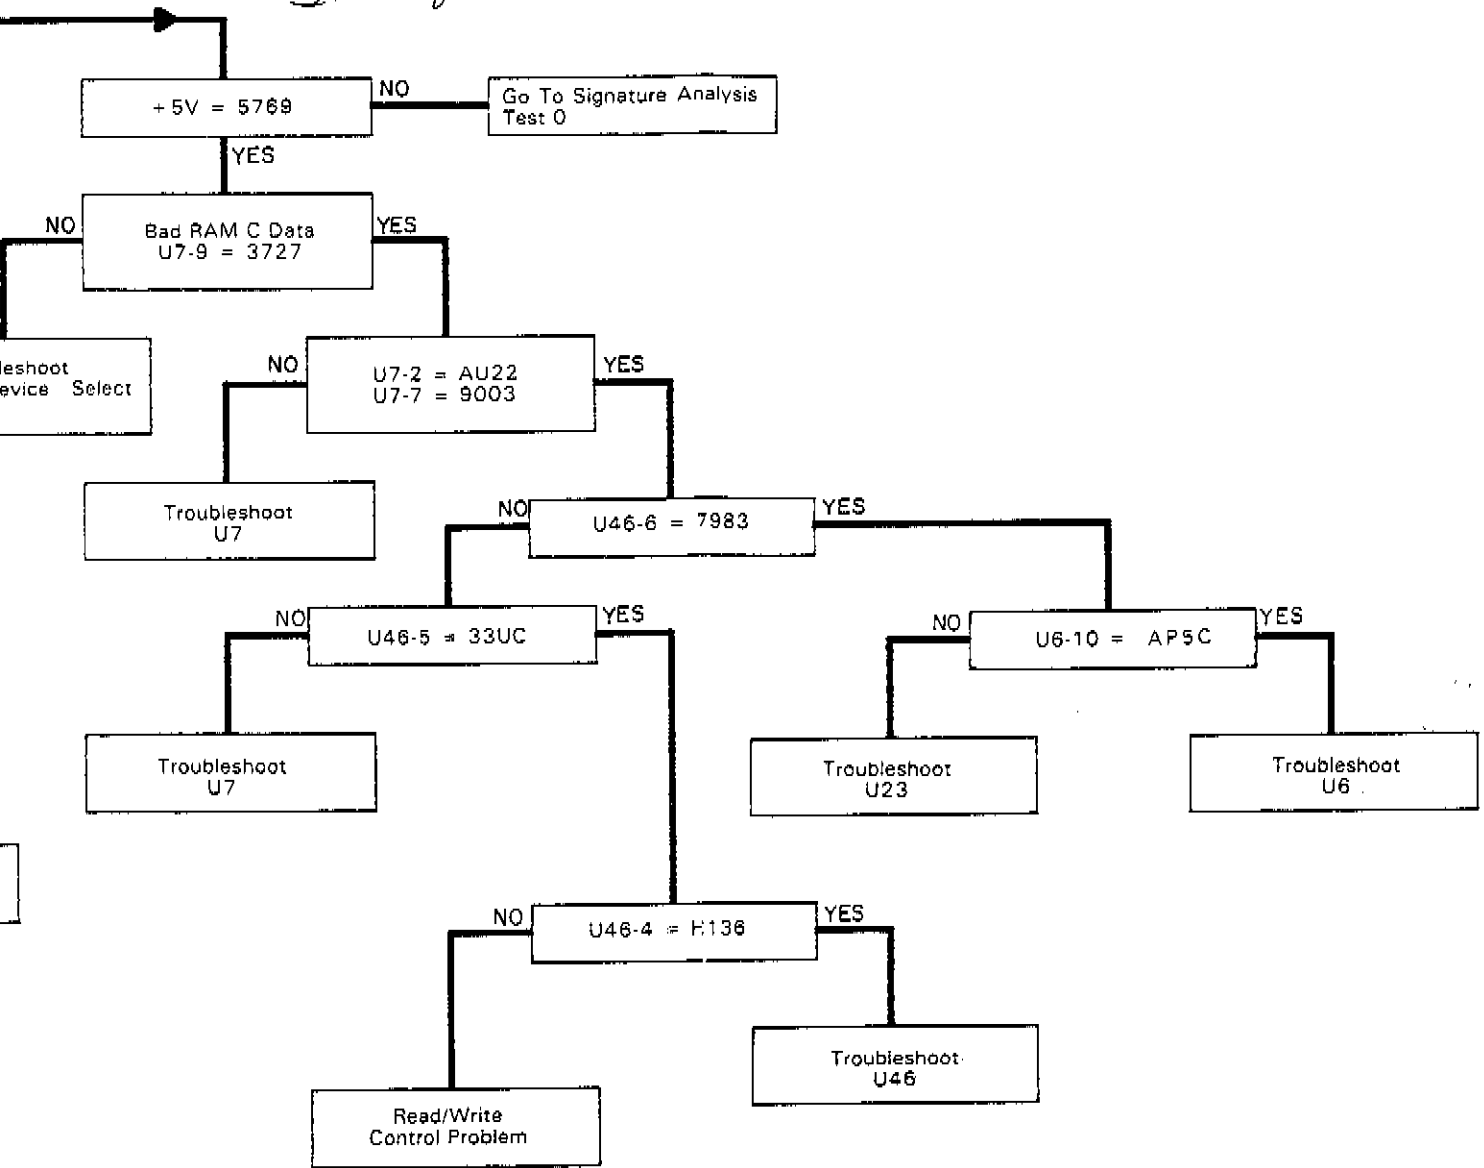 +5V = 5769
NO
Go To Signature Analysis
Test 0
YES
NO
Bad RAM C Data
U7-9 = 3727
YES
leshoot
evice Select
NO
U7-2 = AU22
U7-7 = 9003
YES
Troubleshoot
U7
NO
U46-6 = 7983
YES
NO
U46-5 = 33UC
YES
NO
U6-10 = AP5C
YES
Troubleshoot
U7
Troubleshoot
U23
Troubleshoot
U6
NO
U46-4 = H136
YES
Troubleshoot
U46
Read/Write
Control Problem